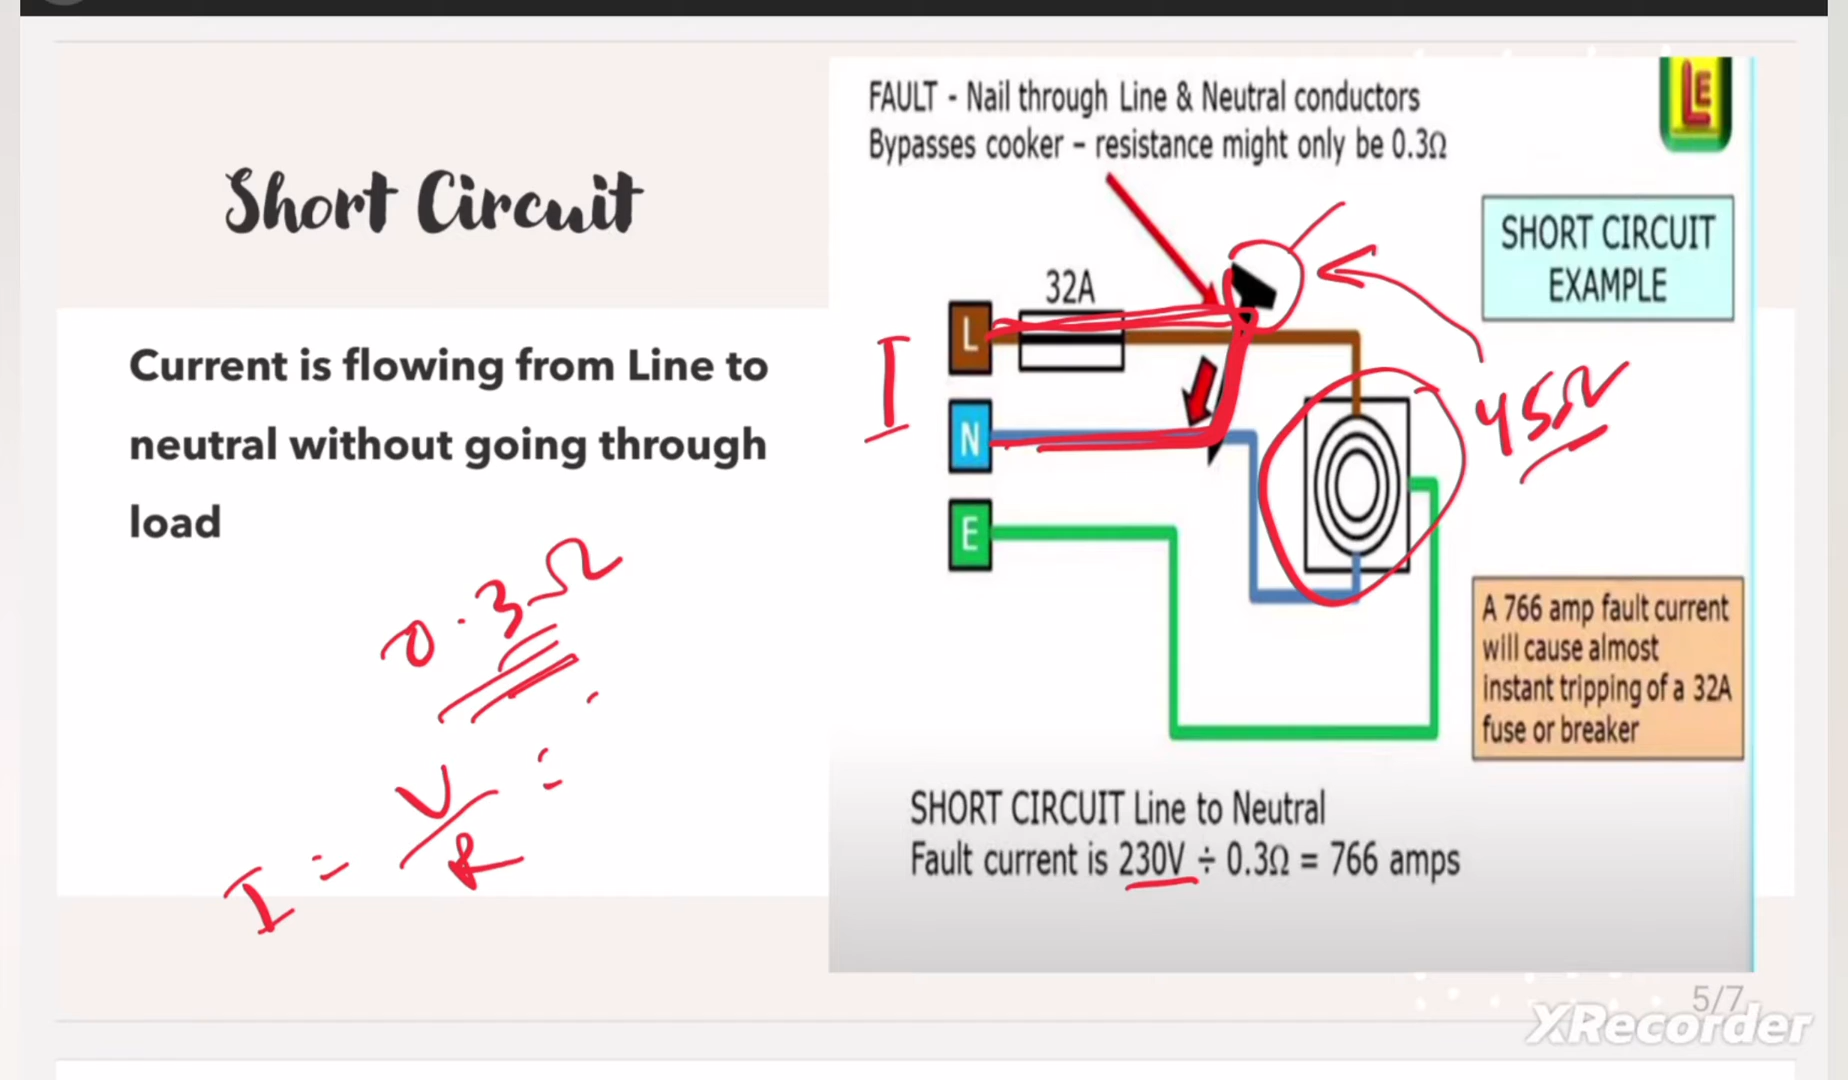 Short Circuit
Current is flowing from Line to
neutral without going through
load
0.3Ω
I = V/R =
FAULT - Nail through Line & Neutral conductors
Bypasses cooker – resistance might only be 0.3Ω
LE
SHORT CIRCUIT
EXAMPLE
32A
L
I
N
45Ω
E
A 766 amp fault current
will cause almost
instant tripping of a 32A
fuse or breaker
SHORT CIRCUIT Line to Neutral
Fault current is 230V ÷ 0.3Ω = 766 amps
5/7
XRecorder